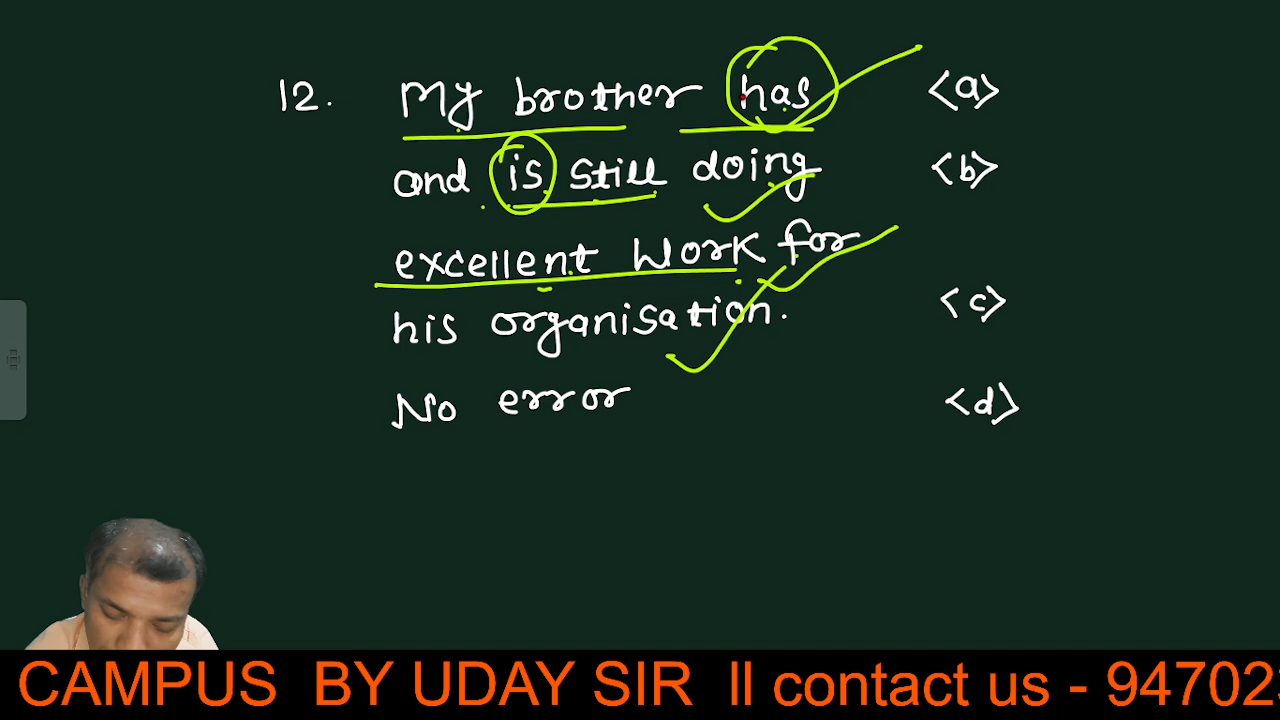 12. My brother has <a>
and is still doing <b>
excellent work for
his organisation. <c>
No error <d>
CAMPUS BY UDAY SIR ll contact us - 94702